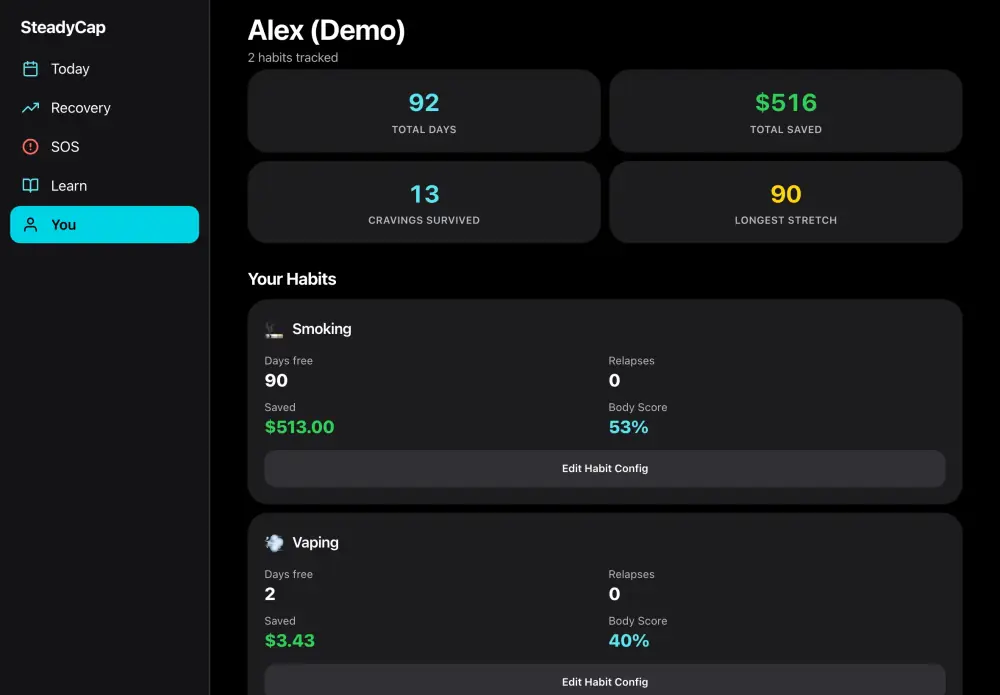 SteadyCap
Today
Recovery
SOS
Learn
You
Alex (Demo)
2 habits tracked
92
TOTAL DAYS
$516
TOTAL SAVED
13
CRAVINGS SURVIVED
90
LONGEST STRETCH
Your Habits
Smoking
Days free
90
Relapses
0
Saved
$513.00
Body Score
53%
Edit Habit Config
Vaping
Days free
2
Relapses
0
Saved
$3.43
Body Score
40%
Edit Habit Config